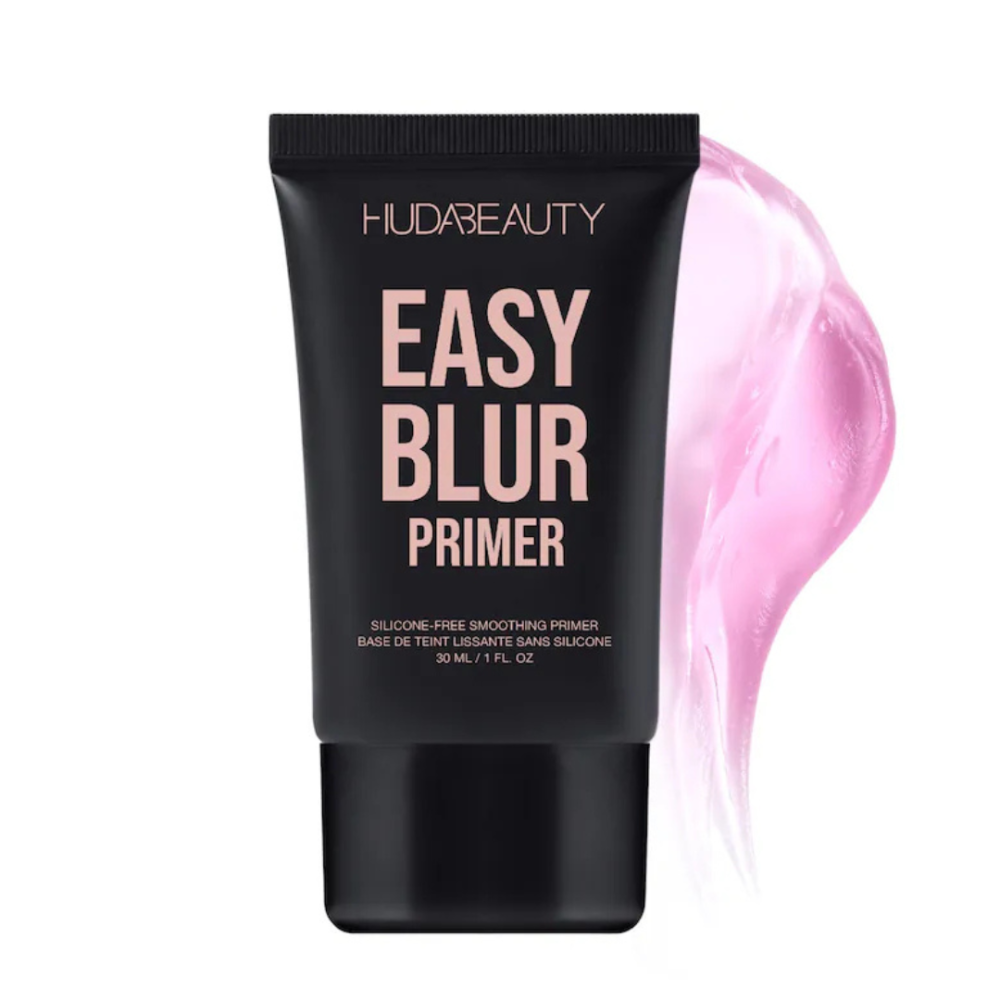 HUDABEAUTY
EASY
BLUR
PRIMER
SILICONE-FREE SMOOTHING PRIMER
BASE DE TEINT LISSANTE SANS SILICONE
30 ML / 1 FL. OZ